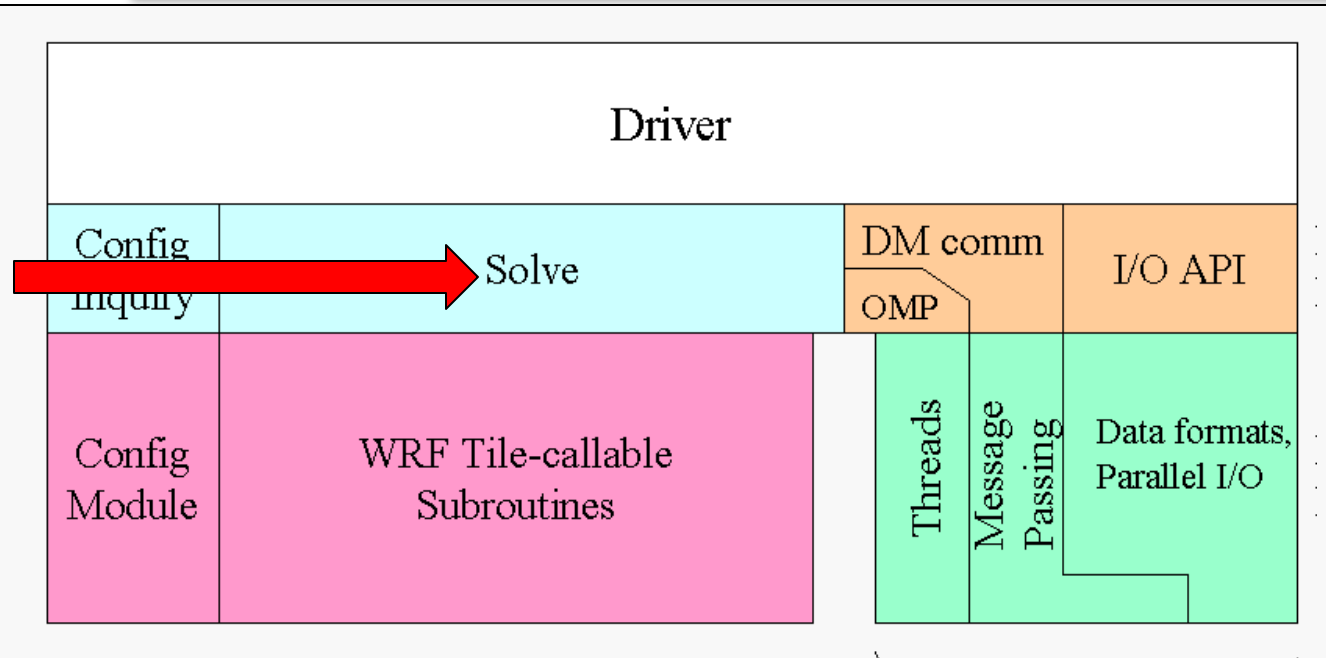 Driver
Config
Inquiry
Solve
DM comm
OMP
I/O API
Config
Module
WRF Tile-callable
Subroutines
Threads
Message
Passing
Data formats,
Parallel I/O